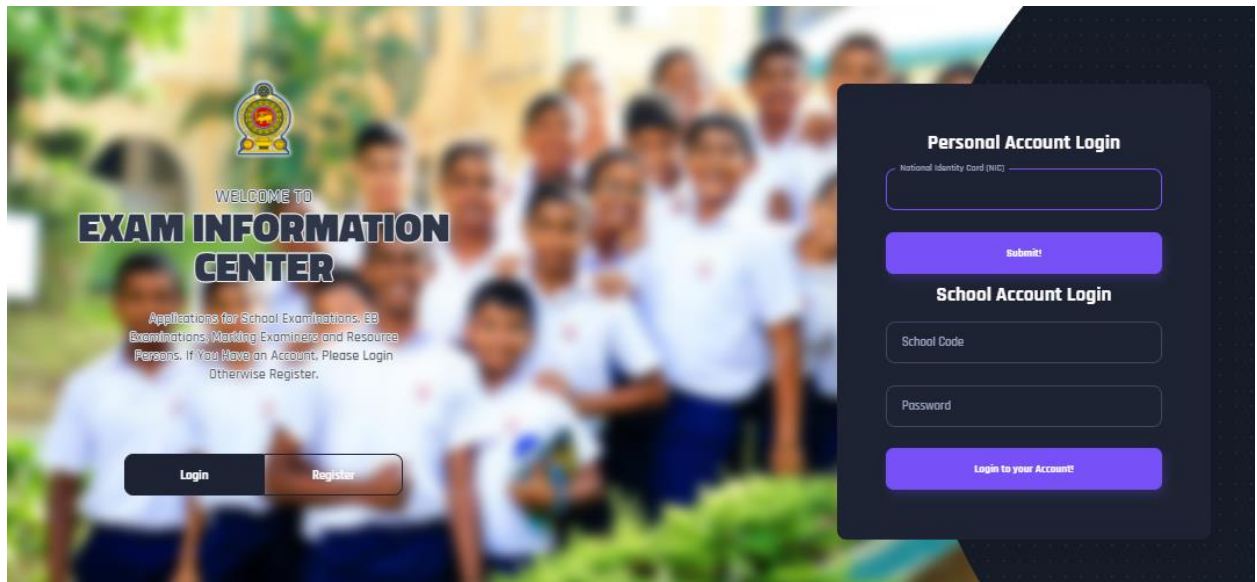 WELCOME TO
EXAM INFORMATION
CENTER
Applications for School Examinations, EB
Examinations, Marking Examiners and Resource
Persons. If You Have an Account, Please Login
Otherwise Register.
Login
Register
Personal Account Login
National Identity Card (NIC)
Submit!
School Account Login
School Code
Password
Login to your Account!